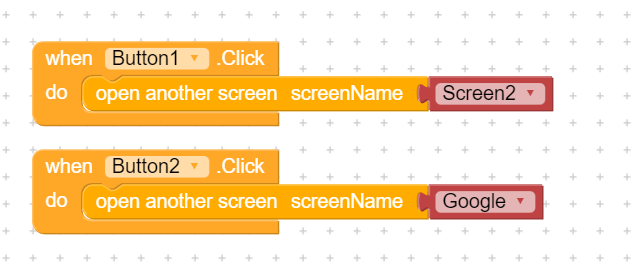 when Button1 .Click
do open another screen screenName Screen2
when Button2 .Click
do open another screen screenName Google